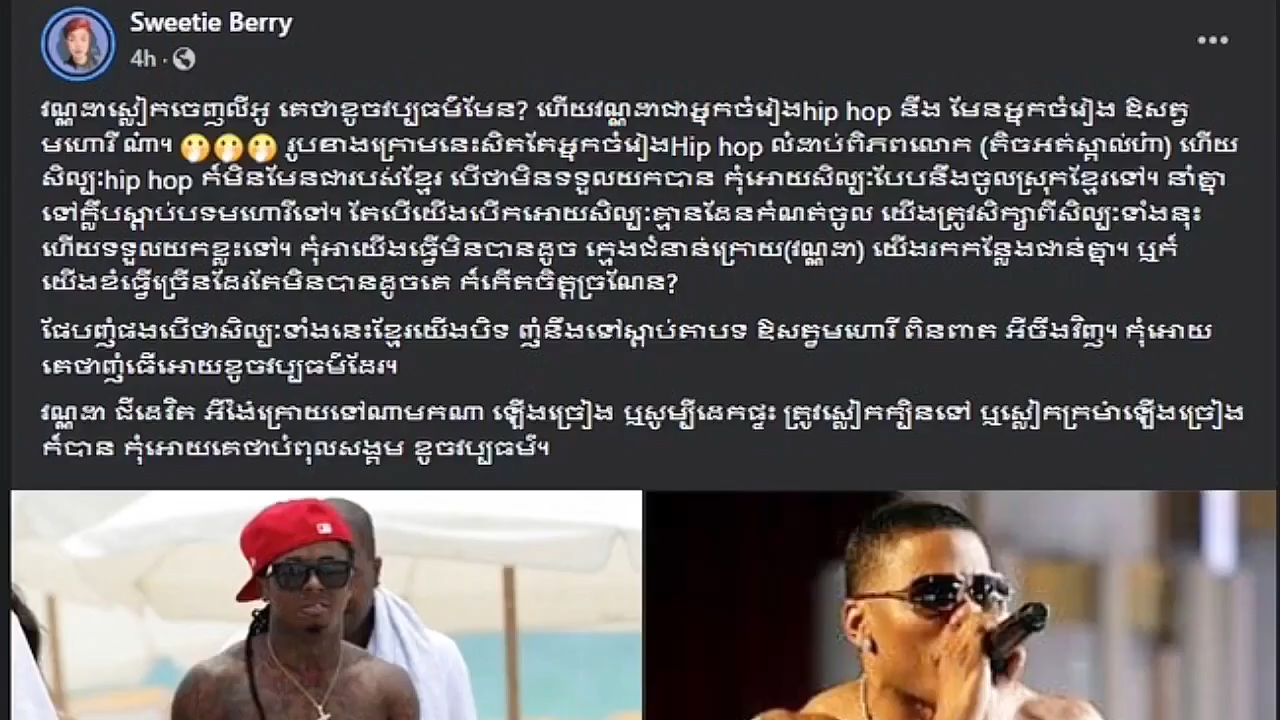 Sweetie Berry
4h ·
វណ្ណដាស្លៀកចេញលីអូ គេថាខូចវប្បធម៌មែន? ហើយវណ្ណដាជាអ្នកចំរៀងhip hop នឹង មែនអ្នកចំរៀង ឱសត្វ
មហោរី ណ៎ា។ 🤫🤫🤫 រូបខាងក្រោមនេះសិតតែអ្នកចំរៀងHip hop លំដាប់ពិភពលោក (តិចអត់ស្គាល់ហ៎ា) ហើយ
សិល្បៈhip hop ក៏មិនមែនជារបស់ខ្មែរ បើថាមិនទទួលយកបាន កុំអោយសិល្បៈបែបនឹងចូលស្រុកខ្មែរទៅ។ នាំគ្នា
ទៅក្លឹបស្តាប់បទមហោរីទៅ។ តែបើយើងបើកអោយសិល្បៈគ្មានដែនកំណត់ចូល យើងត្រូវសិក្សាពីសិល្បៈទាំងនុះ
ហើយទទួលយកខ្លះទៅ។ កុំអាយើងធ្វើមិនបានដូច ក្មេងជំនាន់ក្រោយ(វណ្ណដា) យើងរកកន្លែងជាន់គ្នា។ ឬក៏
យើងខំធ្វើច្រើនដែរតែមិនបានដូចគេ ក៏កើតចិត្តច្រណែន?
ផែបញុំផងបើថាសិល្បៈទាំងនេះខ្មែរយើងបិទ ញុំនឹងទៅស្តាប់តាបទ ឱសត្វមហោរី ពិនពាត អីចឹងវិញ។ កុំអោយ
គេថាញុំធើអោយខូចវប្បធម៌ដែរ។
វណ្ណដា ជីដេវិត អីង៉ៃក្រោយទៅណាមកណា ឡើងច្រៀង ឬសូម្បីដេកផ្ទះ ត្រូវស្លៀកក្បិនទៅ ឬស្លៀកក្រម៉ាឡើងច្រៀង
ក៏បាន កុំអោយគេថាបំពុលសង្គម ខូចវប្បធម៌។